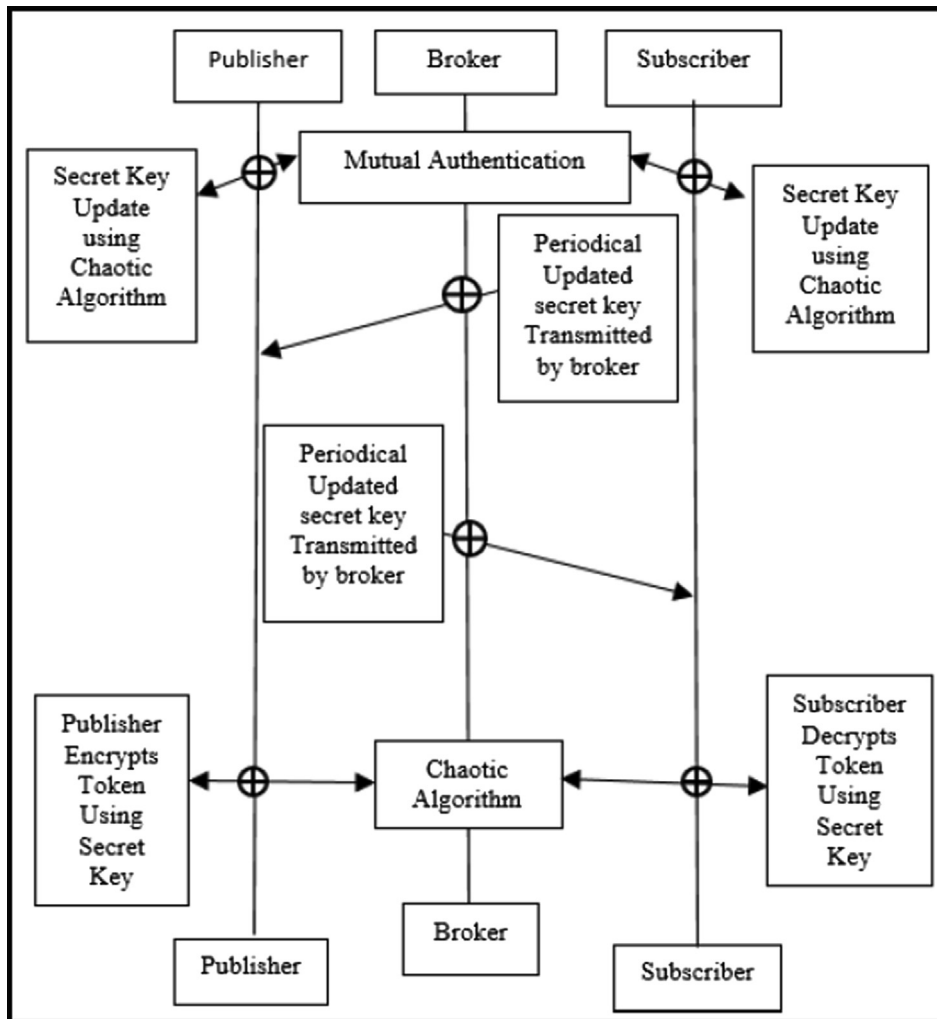 Publisher
Broker
Subscriber
Mutual Authentication
Secret Key
Update
using
Chaotic
Algorithm
Secret Key
Update
using
Chaotic
Algorithm
Periodical
Updated
secret key
Transmitted
by broker
Periodical
Updated
secret key
Transmitted
by broker
Publisher
Encrypts
Token
Using
Secret
Key
Chaotic
Algorithm
Subscriber
Decrypts
Token
Using
Secret
Key
Publisher
Broker
Subscriber